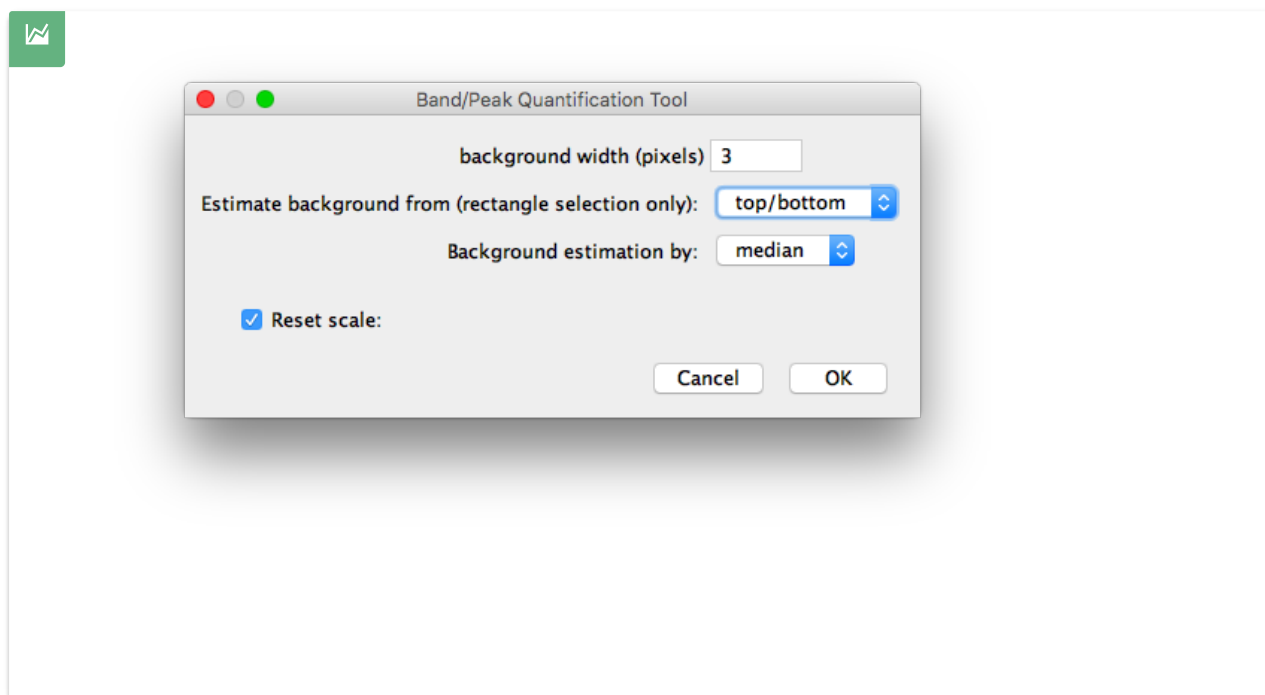 Band/Peak Quantification Tool
background width (pixels) 3
Estimate background from (rectangle selection only): top/bottom
Background estimation by: median
Reset scale:
Cancel OK